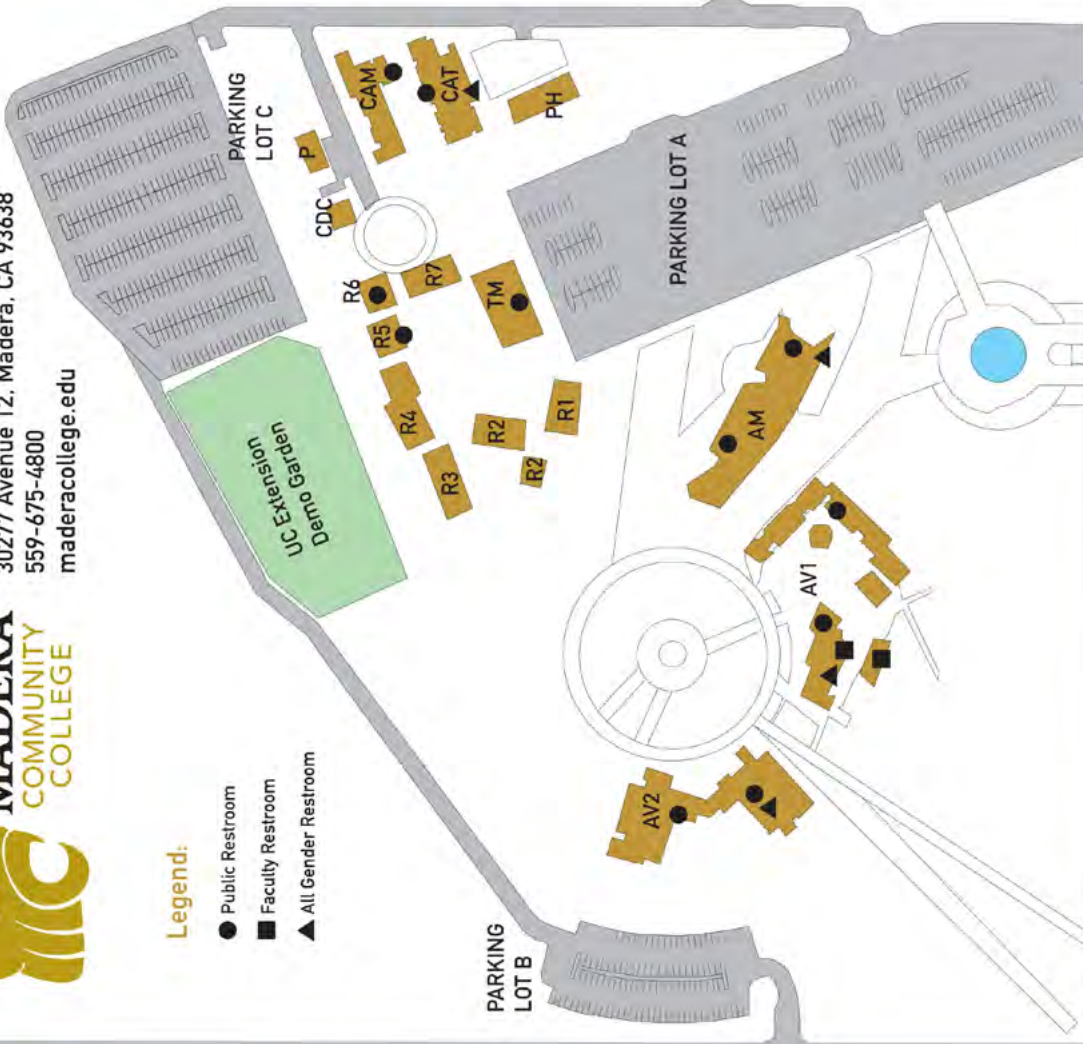 MADERA
COMMUNITY
COLLEGE
30277 Avenue 12, Madera, CA 93638
559-675-4800
maderacollege.edu
Legend:
Public Restroom
Faculty Restroom
All Gender Restroom
PARKING
LOT C
CAM
CAT
PH
P
CDC
R6
R7
R5
TM
R4
R3
R2
R2
R1
UC Extension
Demo Garden
PARKING LOT A
AM
AV1
AV2
PARKING
LOT B